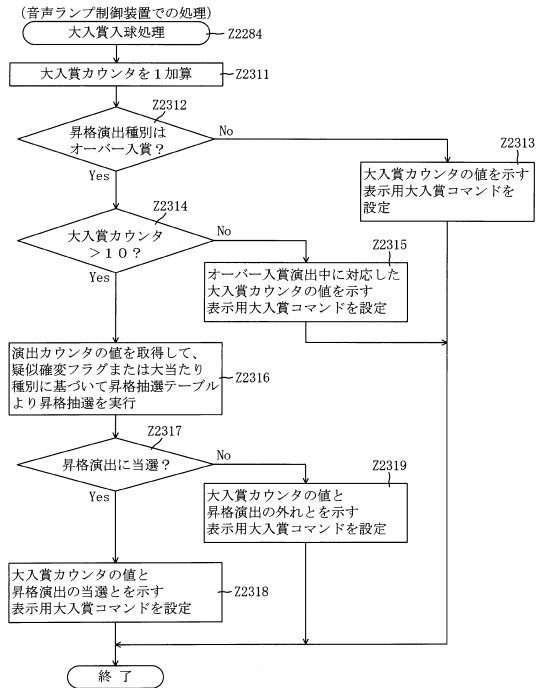 (音声ランプ制御装置での処理)
大入賞入球処理
Z2284
大入賞カウンタを1加算
Z2311
Z2312
昇格演出種別は
オーバー入賞？
No
Yes
Z2313
大入賞カウンタの値を示す
表示用大入賞コマンドを
設定
Z2314
大入賞カウンタ
＞10？
No
Yes
Z2315
オーバー入賞演出中に対応した
大入賞カウンタの値を示す
表示用大入賞コマンドを設定
演出カウンタの値を取得して、
疑似確変フラグまたは大当たり
種別に基づいて昇格抽選テーブル
より昇格抽選を実行
Z2316
Z2317
昇格演出に当選？
No
Yes
Z2319
大入賞カウンタの値と
昇格演出の外れとを示す
表示用大入賞コマンドを設定
大入賞カウンタの値と
昇格演出の当選とを示す
表示用大入賞コマンドを設定
Z2318
終 了